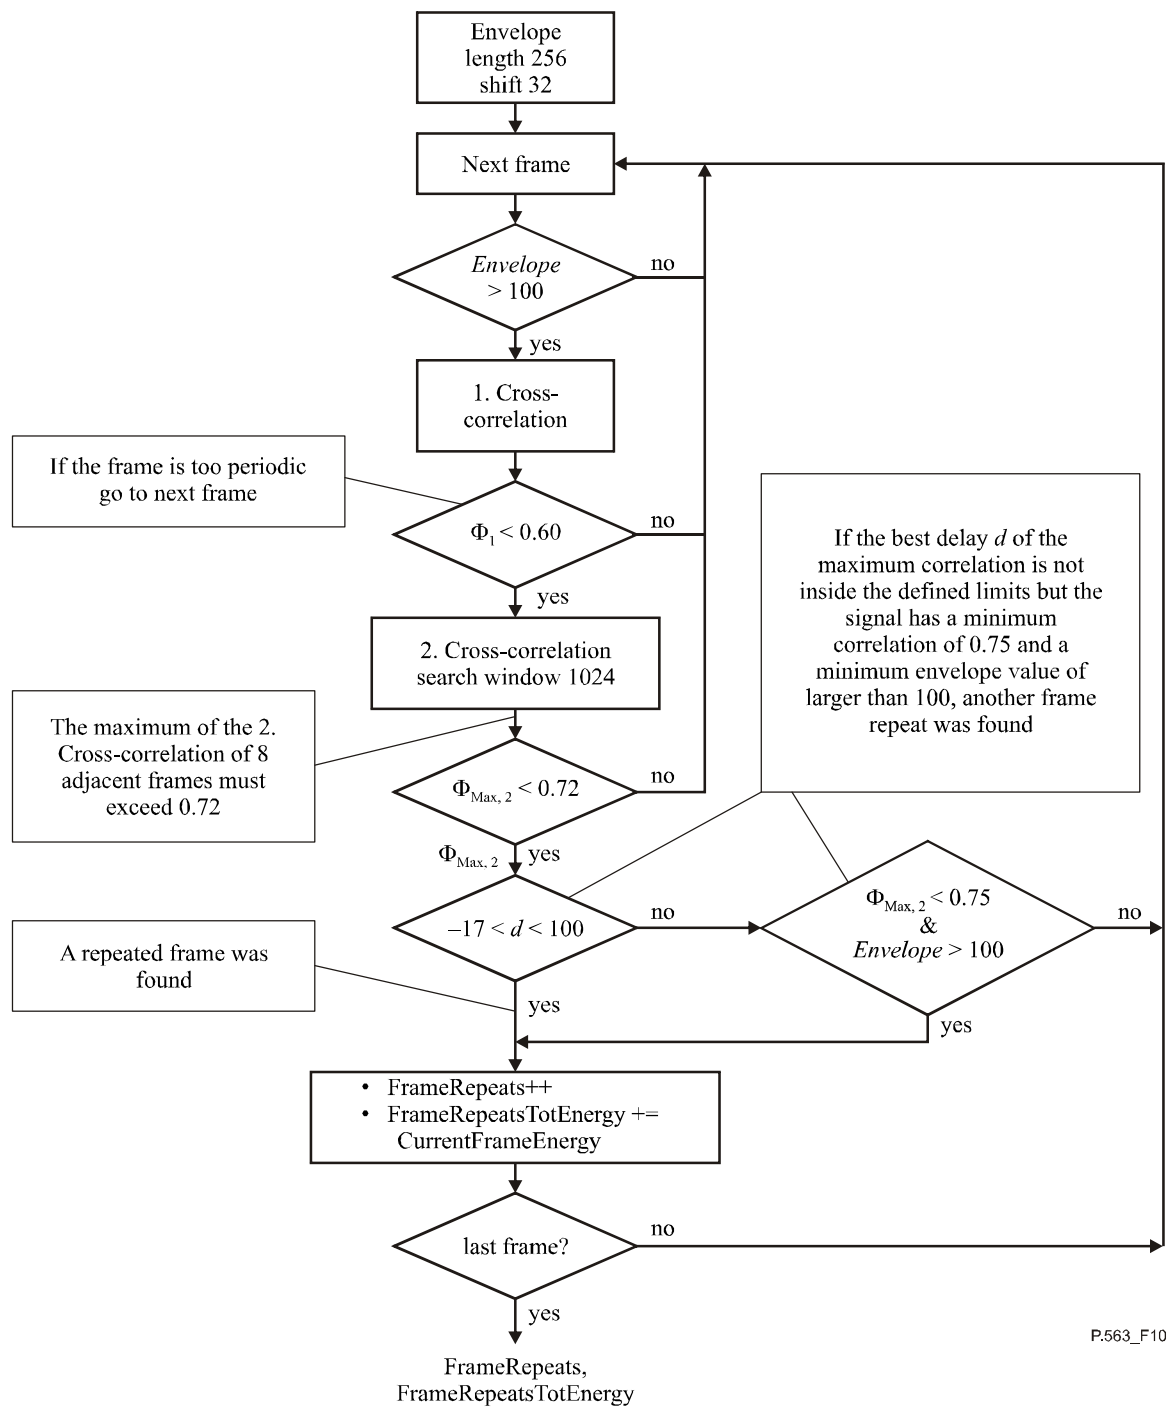 Envelope
length 256
shift 32
Next frame
Envelope
> 100
no
yes
1. Cross-
correlation
If the frame is too periodic
go to next frame
Φ1 < 0.60
no
yes
If the best delay d of the
maximum correlation is not
inside the defined limits but the
signal has a minimum
correlation of 0.75 and a
minimum envelope value of
larger than 100, another frame
repeat was found
2. Cross-correlation
search window 1024
The maximum of the 2.
Cross-correlation of 8
adjacent frames must
exceed 0.72
ΦMax, 2 < 0.72
no
ΦMax, 2
yes
–17 < d < 100
no
ΦMax, 2 < 0.75
&
Envelope > 100
no
yes
A repeated frame was
found
yes
• FrameRepeats++
• FrameRepeatsTotEnergy +=
CurrentFrameEnergy
last frame?
no
yes
P.563_F10
FrameRepeats,
FrameRepeatsTotEnergy